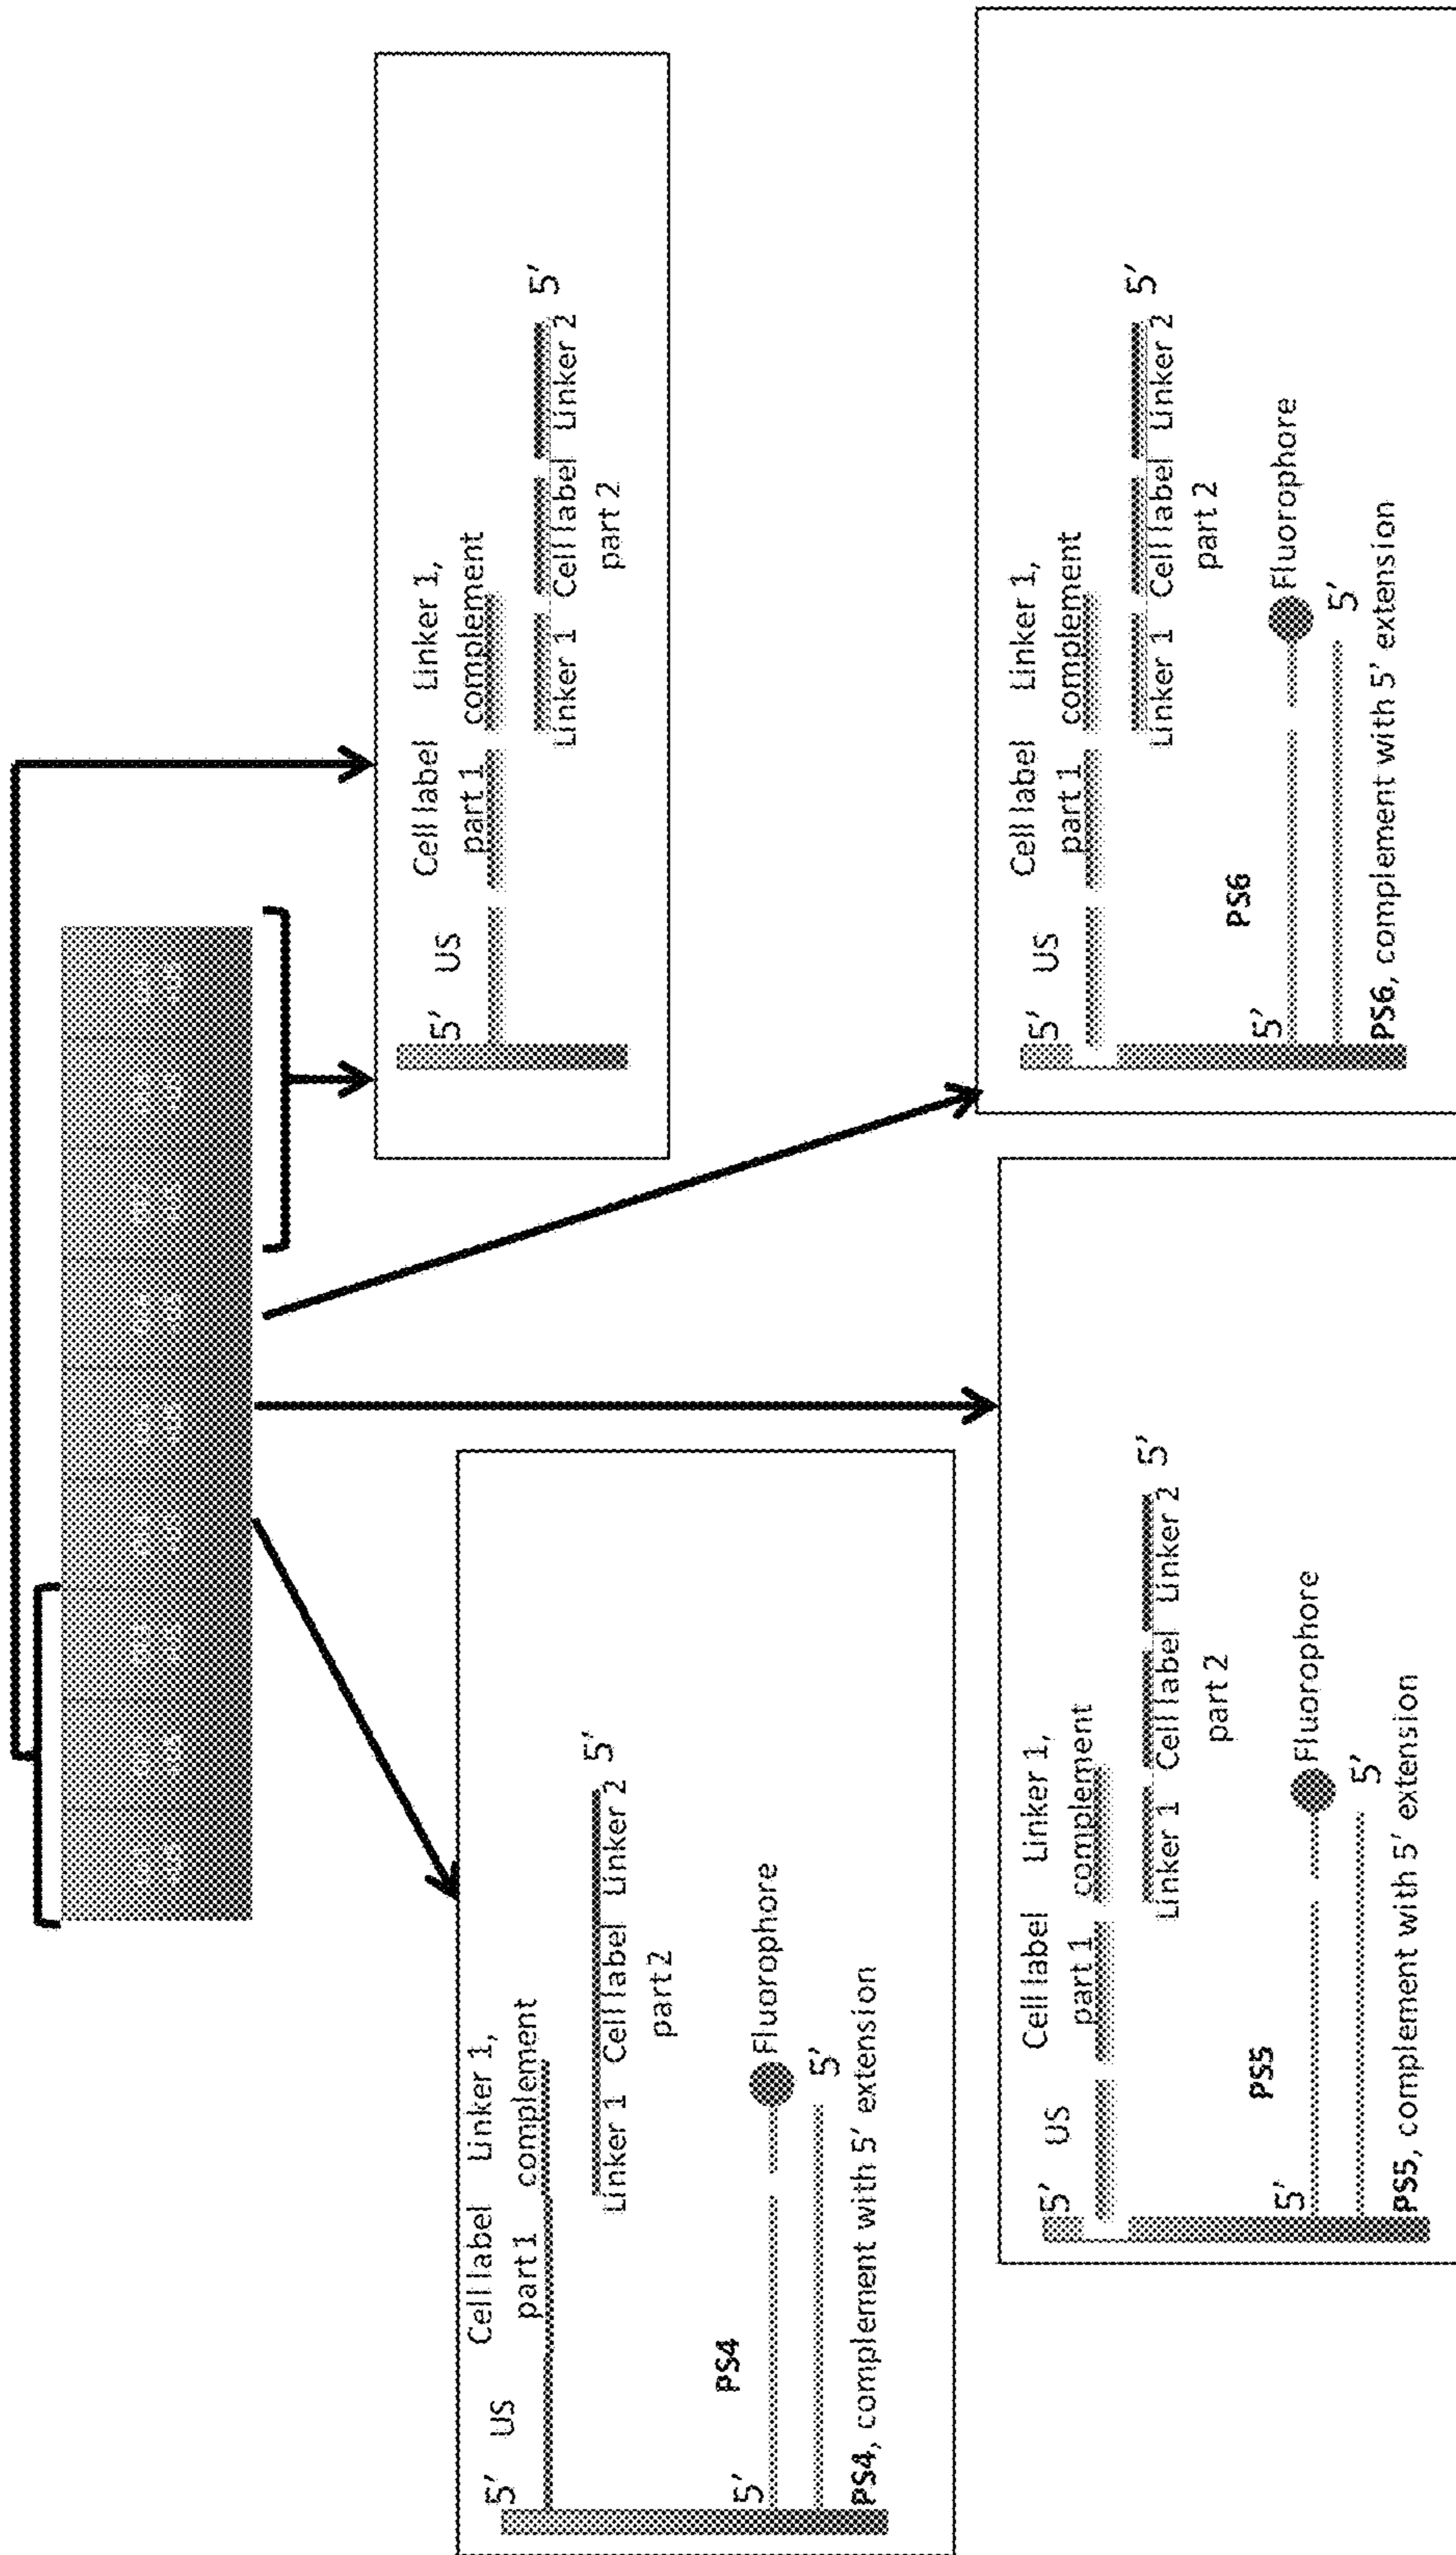 Cell label Linker 1,
5′ US part1 complement
5′
Linker 1 Cell label Linker 2
part2
PS4
5′ Fluorophore
5′
PS4, complement with 5′ extension
Cell label Linker 1,
5′ US part 1 complement
5′
Linker 1 Cell label Linker 2
part 2
Cell label Linker 1,
5′ US part 1 complement
5′
Linker 1 Cell label Linker 2
part 2
PS5
5′ Fluorophore
5′
PS5, complement with 5′ extension
Cell label Linker 1,
5′ US part 1 complement
5′
Linker 1 Cell label Linker 2
part 2
PS6
5′ Fluorophore
5′
PS6, complement with 5′ extension